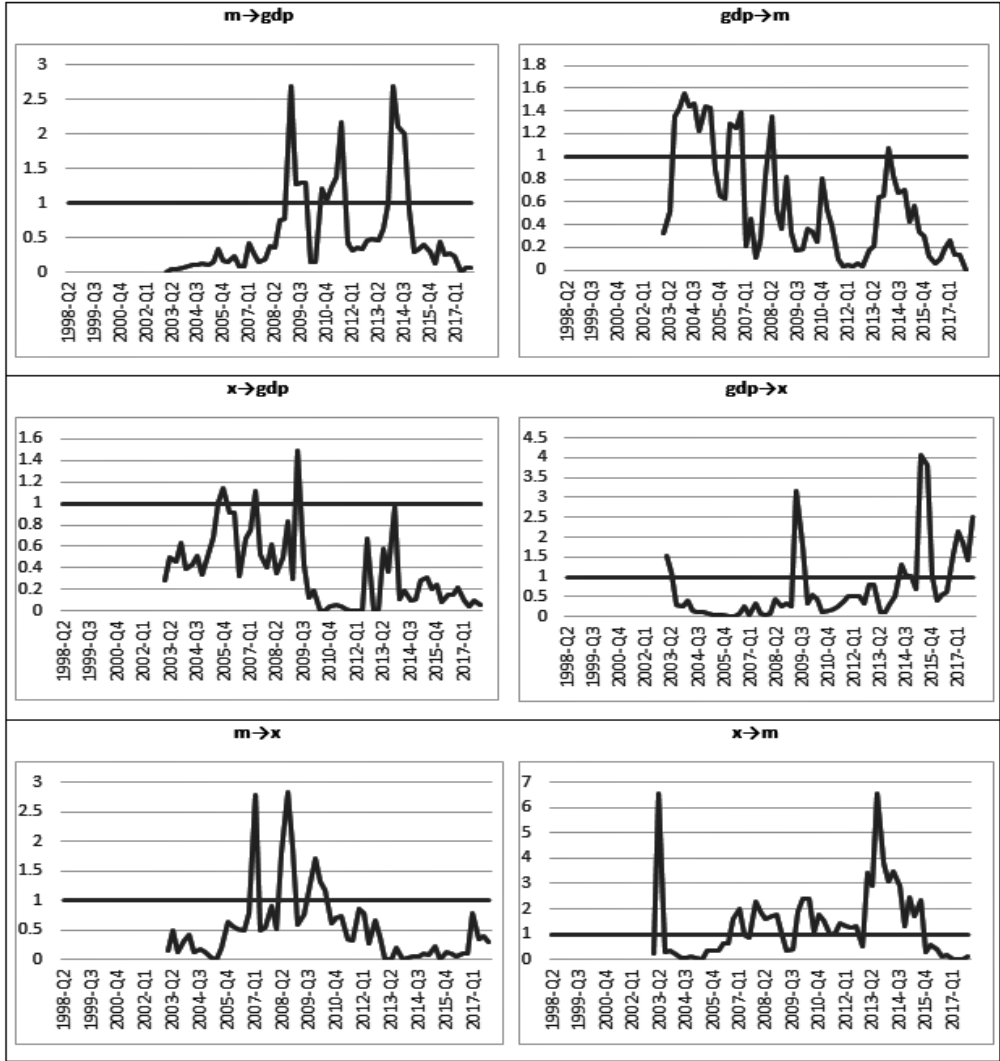 m→gdp
3
2.5
2
1.5
1
0.5
0
1998-Q2
1999-Q3
2000-Q4
2002-Q1
2003-Q2
2004-Q3
2005-Q4
2007-Q1
2008-Q2
2009-Q3
2010-Q4
2012-Q1
2013-Q2
2014-Q3
2015-Q4
2017-Q1
gdp→m
1.8
1.6
1.4
1.2
1
0.8
0.6
0.4
0.2
0
1998-Q2
1999-Q3
2000-Q4
2002-Q1
2003-Q2
2004-Q3
2005-Q4
2007-Q1
2008-Q2
2009-Q3
2010-Q4
2012-Q1
2013-Q2
2014-Q3
2015-Q4
2017-Q1
x→gdp
1.6
1.4
1.2
1
0.8
0.6
0.4
0.2
0
1998-Q2
1999-Q3
2000-Q4
2002-Q1
2003-Q2
2004-Q3
2005-Q4
2007-Q1
2008-Q2
2009-Q3
2010-Q4
2012-Q1
2013-Q2
2014-Q3
2015-Q4
2017-Q1
gdp→x
4.5
4
3.5
3
2.5
2
1.5
1
0.5
0
1998-Q2
1999-Q3
2000-Q4
2002-Q1
2003-Q2
2004-Q3
2005-Q4
2007-Q1
2008-Q2
2009-Q3
2010-Q4
2012-Q1
2013-Q2
2014-Q3
2015-Q4
2017-Q1
m→x
3
2.5
2
1.5
1
0.5
0
1998-Q2
1999-Q3
2000-Q4
2002-Q1
2003-Q2
2004-Q3
2005-Q4
2007-Q1
2008-Q2
2009-Q3
2010-Q4
2012-Q1
2013-Q2
2014-Q3
2015-Q4
2017-Q1
x→m
7
6
5
4
3
2
1
0
1998-Q2
1999-Q3
2000-Q4
2002-Q1
2003-Q2
2004-Q3
2005-Q4
2007-Q1
2008-Q2
2009-Q3
2010-Q4
2012-Q1
2013-Q2
2014-Q3
2015-Q4
2017-Q1